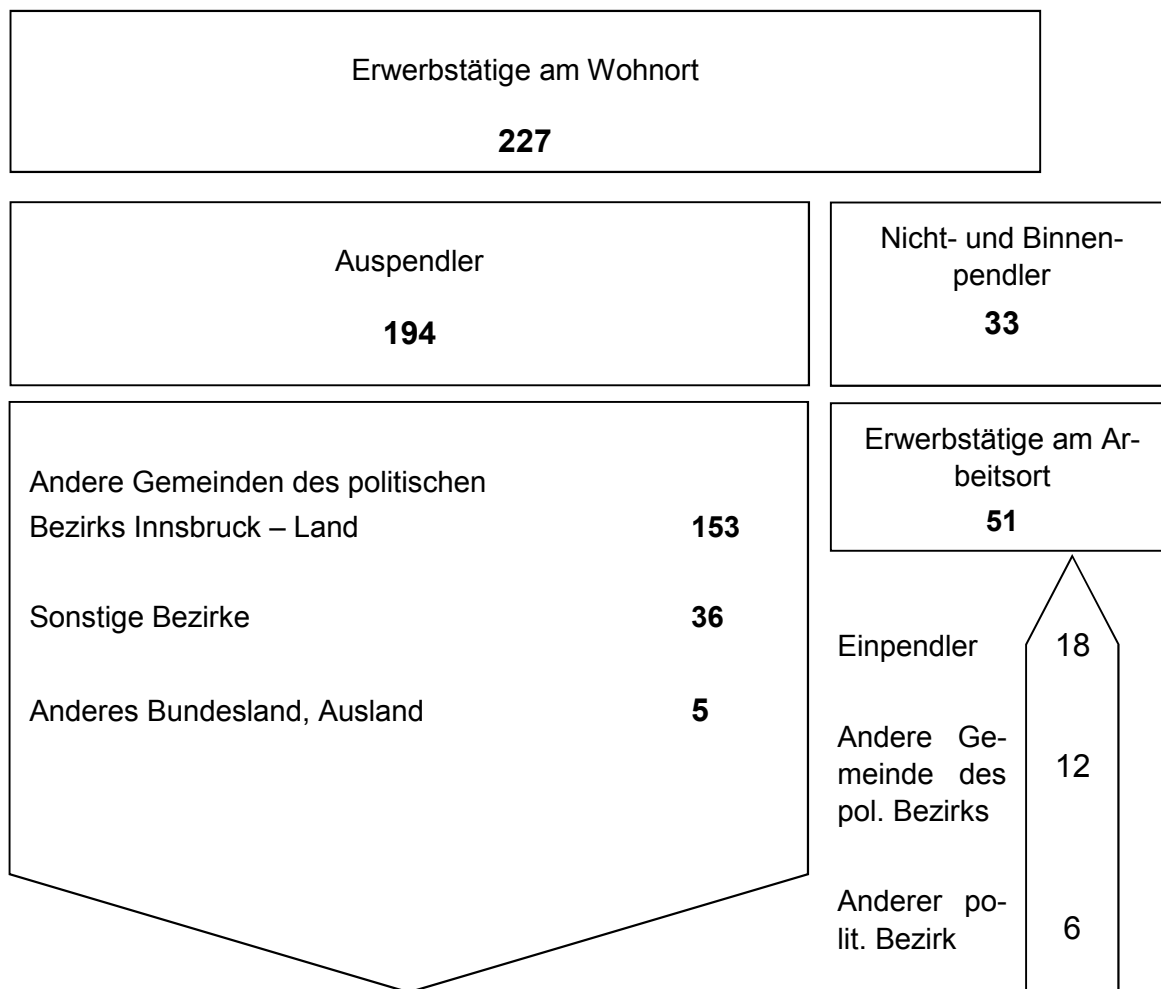 Erwerbstätige am Wohnort
227
Auspendler
194
Nicht- und Binnen-
pendler
33
Andere Gemeinden des politischen
Bezirks Innsbruck – Land 153
Sonstige Bezirke 36
Anderes Bundesland, Ausland 5
Erwerbstätige am Ar-
beitsort
51
Einpendler 18
Andere Ge-
meinde des 12
pol. Bezirks
Anderer po-
lit. Bezirk 6